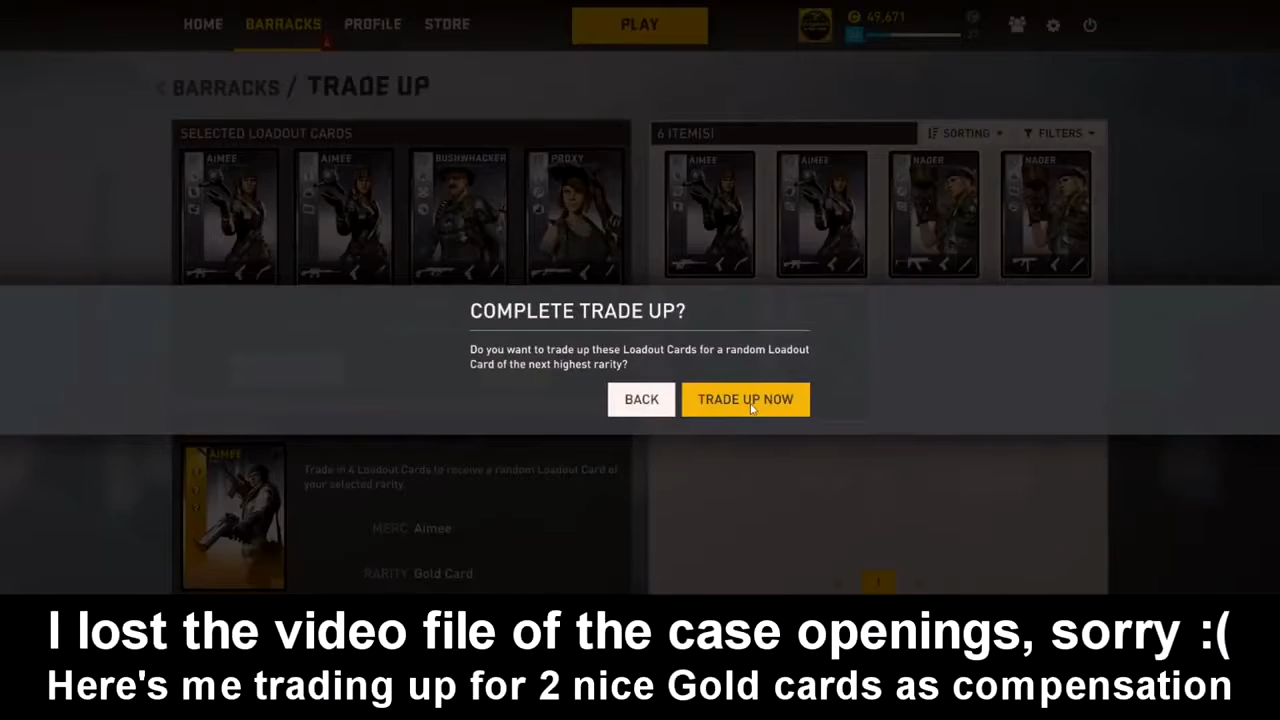 HOME BARRACKS PROFILE STORE PLAY 49,671
BARRACKS / TRADE UP
SELECTED LOADOUT CARDS 6 ITEM(S) SORTING FILTERS
AIMEE AIMEE BUSHWHACKER PROXY AIMEE AIMEE NADER NADER
COMPLETE TRADE UP?
Do you want to trade up these Loadout Cards for a random Loadout
Card of the next highest rarity?
BACK TRADE UP NOW
AIMEE
Trade in 4 Loadout Cards to receive a random Loadout Card of
your selected rarity.
MERC Aimee
RARITY Gold Card
1
I lost the video file of the case openings, sorry :(
Here's me trading up for 2 nice Gold cards as compensation